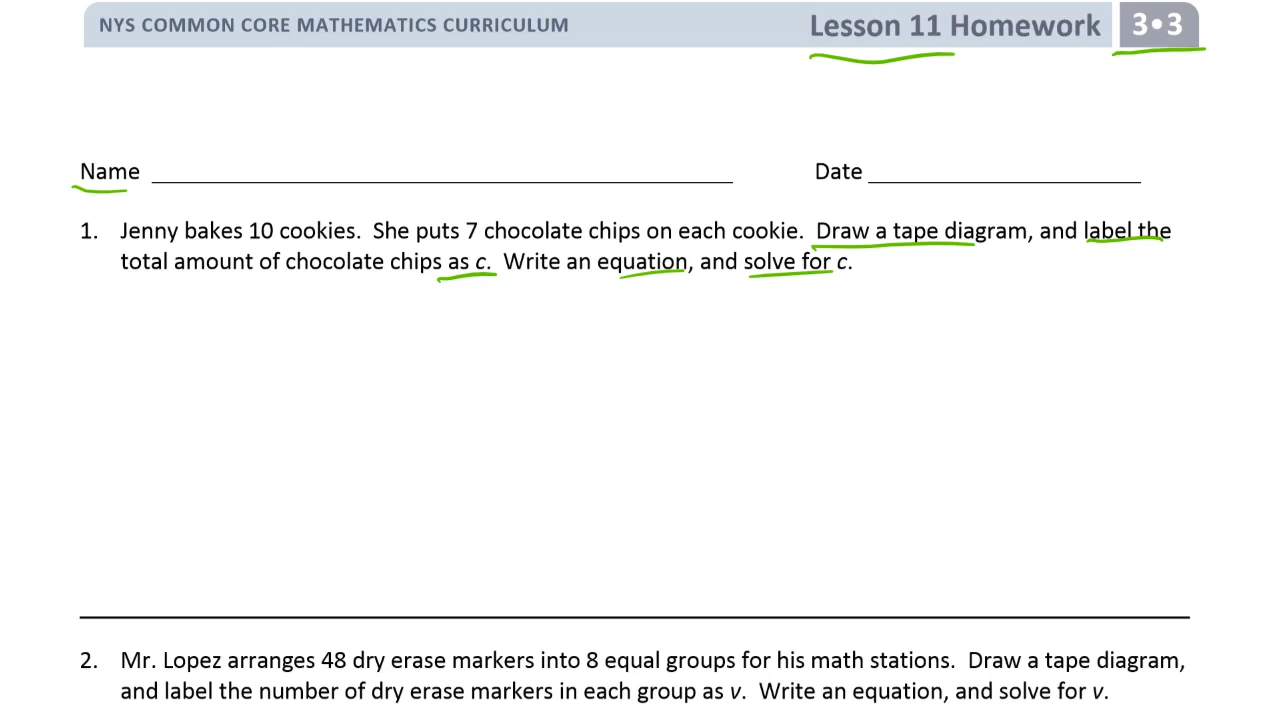 NYS COMMON CORE MATHEMATICS CURRICULUM Lesson 11 Homework 3•3
Name Date
1. Jenny bakes 10 cookies. She puts 7 chocolate chips on each cookie. Draw a tape diagram, and label the
total amount of chocolate chips as c. Write an equation, and solve for c.
2. Mr. Lopez arranges 48 dry erase markers into 8 equal groups for his math stations. Draw a tape diagram,
and label the number of dry erase markers in each group as v. Write an equation, and solve for v.